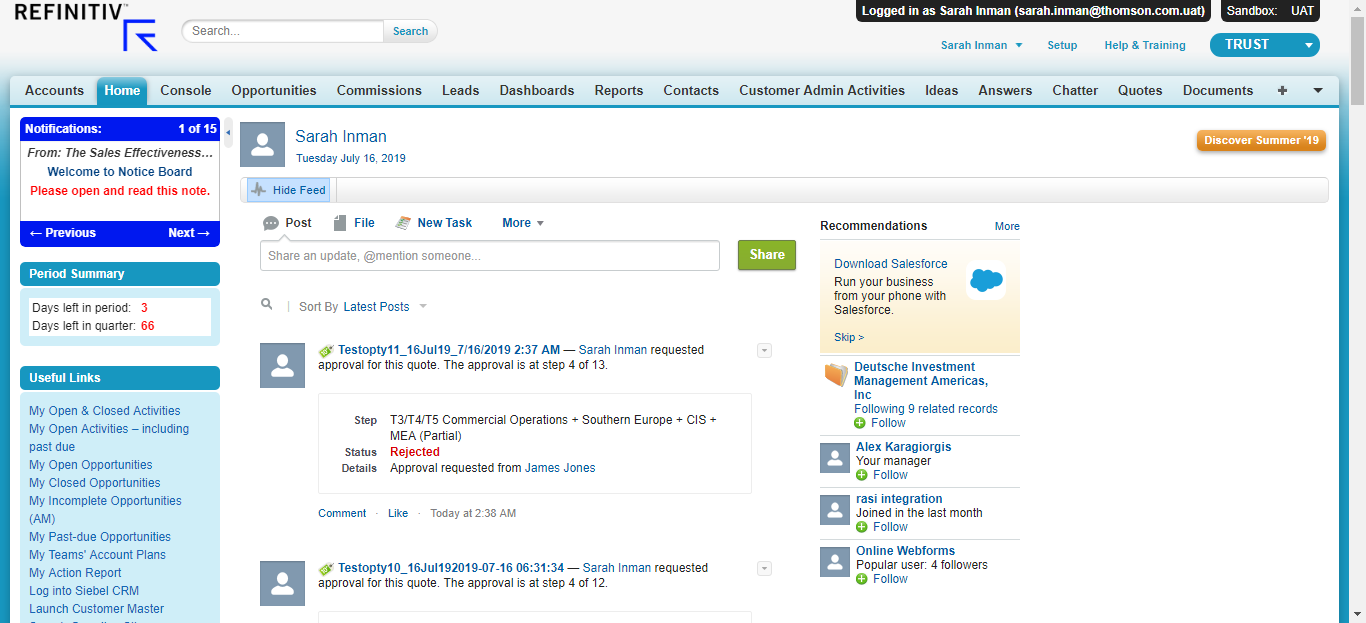 REFINITIV
Search...
Search
Logged in as Sarah Inman (sarah.inman@thomson.com.uat)
Sandbox: UAT
Sarah Inman
Setup
Help & Training
TRUST
Accounts Home Console Opportunities Commissions Leads Dashboards Reports Contacts Customer Admin Activities Ideas Answers Chatter Quotes Documents +
Notifications: 1 of 15
From: The Sales Effectiveness...
Welcome to Notice Board
Please open and read this note.
← Previous Next →
Period Summary
Days left in period: 3
Days left in quarter: 66
Useful Links
My Open & Closed Activities
My Open Activities – including
past due
My Open Opportunities
My Closed Opportunities
My Incomplete Opportunities
(AM)
My Past-due Opportunities
My Teams' Account Plans
My Action Report
Log into Siebel CRM
Launch Customer Master
Sarah Inman
Tuesday July 16, 2019
Discover Summer '19
Hide Feed
Post File New Task More
Share an update, @mention someone...
Share
Sort By Latest Posts
Testopty11_16Jul19_7/16/2019 2:37 AM — Sarah Inman requested
approval for this quote. The approval is at step 4 of 13.
Step T3/T4/T5 Commercial Operations + Southern Europe + CIS +
MEA (Partial)
Status Rejected
Details Approval requested from James Jones
Comment · Like · Today at 2:38 AM
Testopty10_16Jul192019-07-16 06:31:34 — Sarah Inman requested
approval for this quote. The approval is at step 4 of 12.
Recommendations More
Download Salesforce
Run your business
from your phone with
Salesforce.
Skip >
Deutsche Investment
Management Americas,
Inc
Following 9 related records
Follow
Alex Karagiorgis
Your manager
Follow
rasi integration
Joined in the last month
Follow
Online Webforms
Popular user: 4 followers
Follow